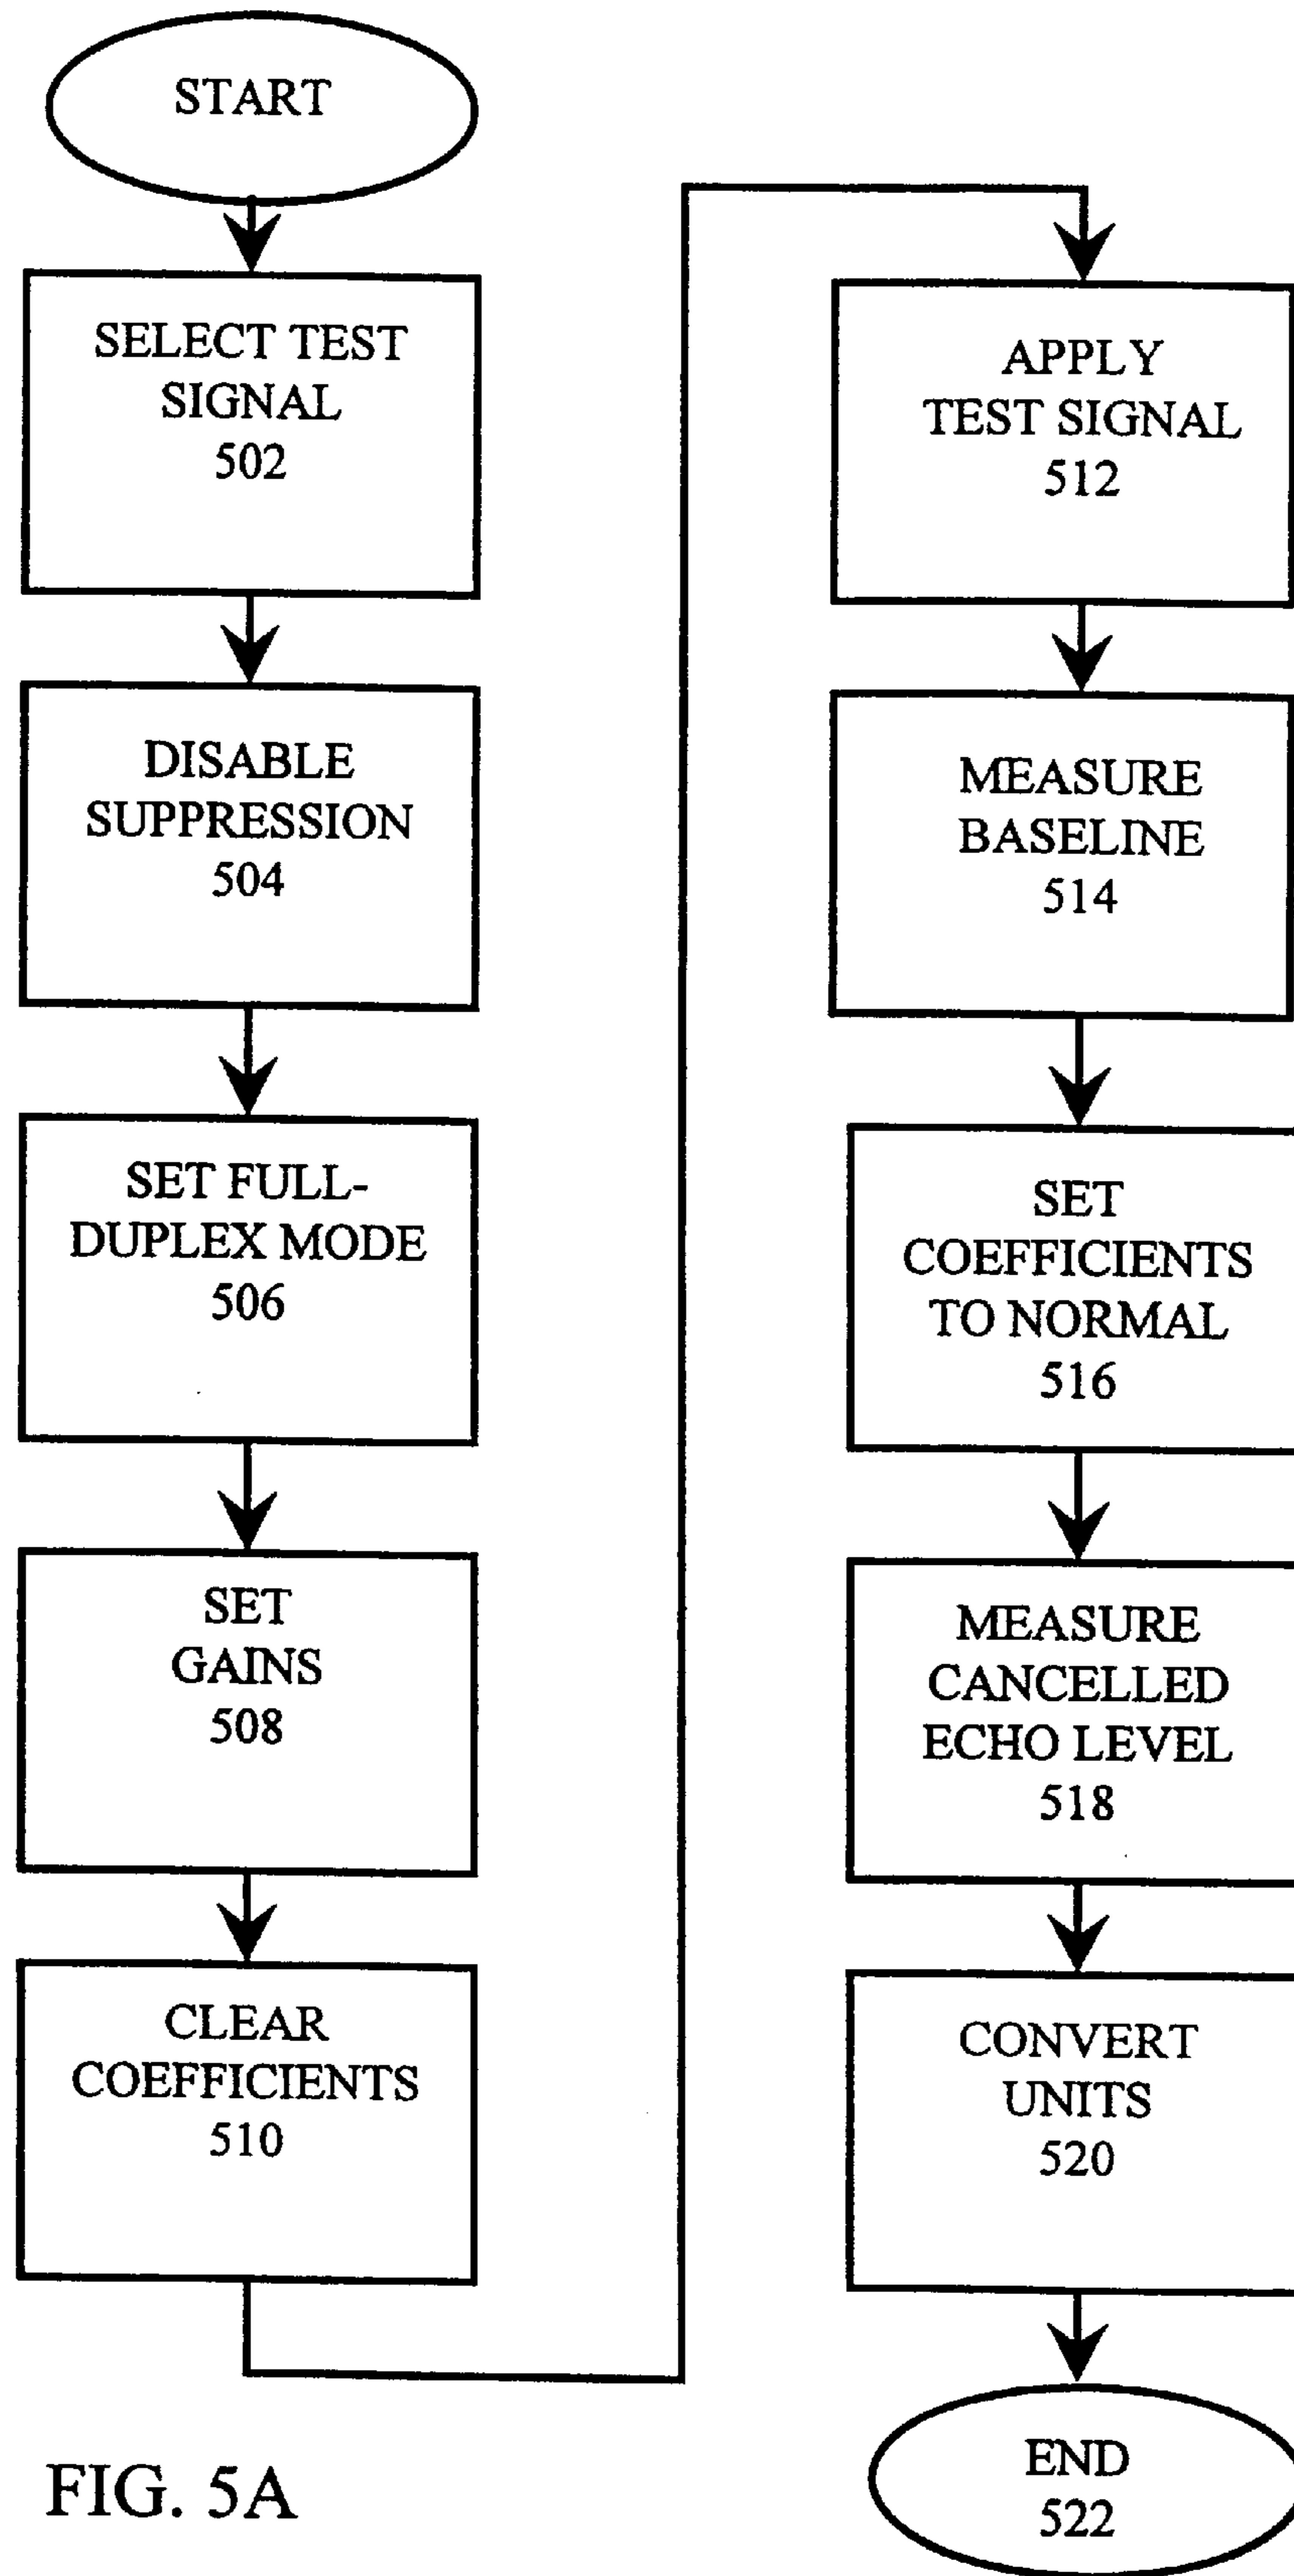 START
SELECT TEST
SIGNAL
502
DISABLE
SUPPRESSION
504
SET FULL-
DUPLEX MODE
506
SET
GAINS
508
CLEAR
COEFFICIENTS
510
APPLY
TEST SIGNAL
512
MEASURE
BASELINE
514
SET
COEFFICIENTS
TO NORMAL
516
MEASURE
CANCELLED
ECHO LEVEL
518
CONVERT
UNITS
520
END
522
FIG. 5A